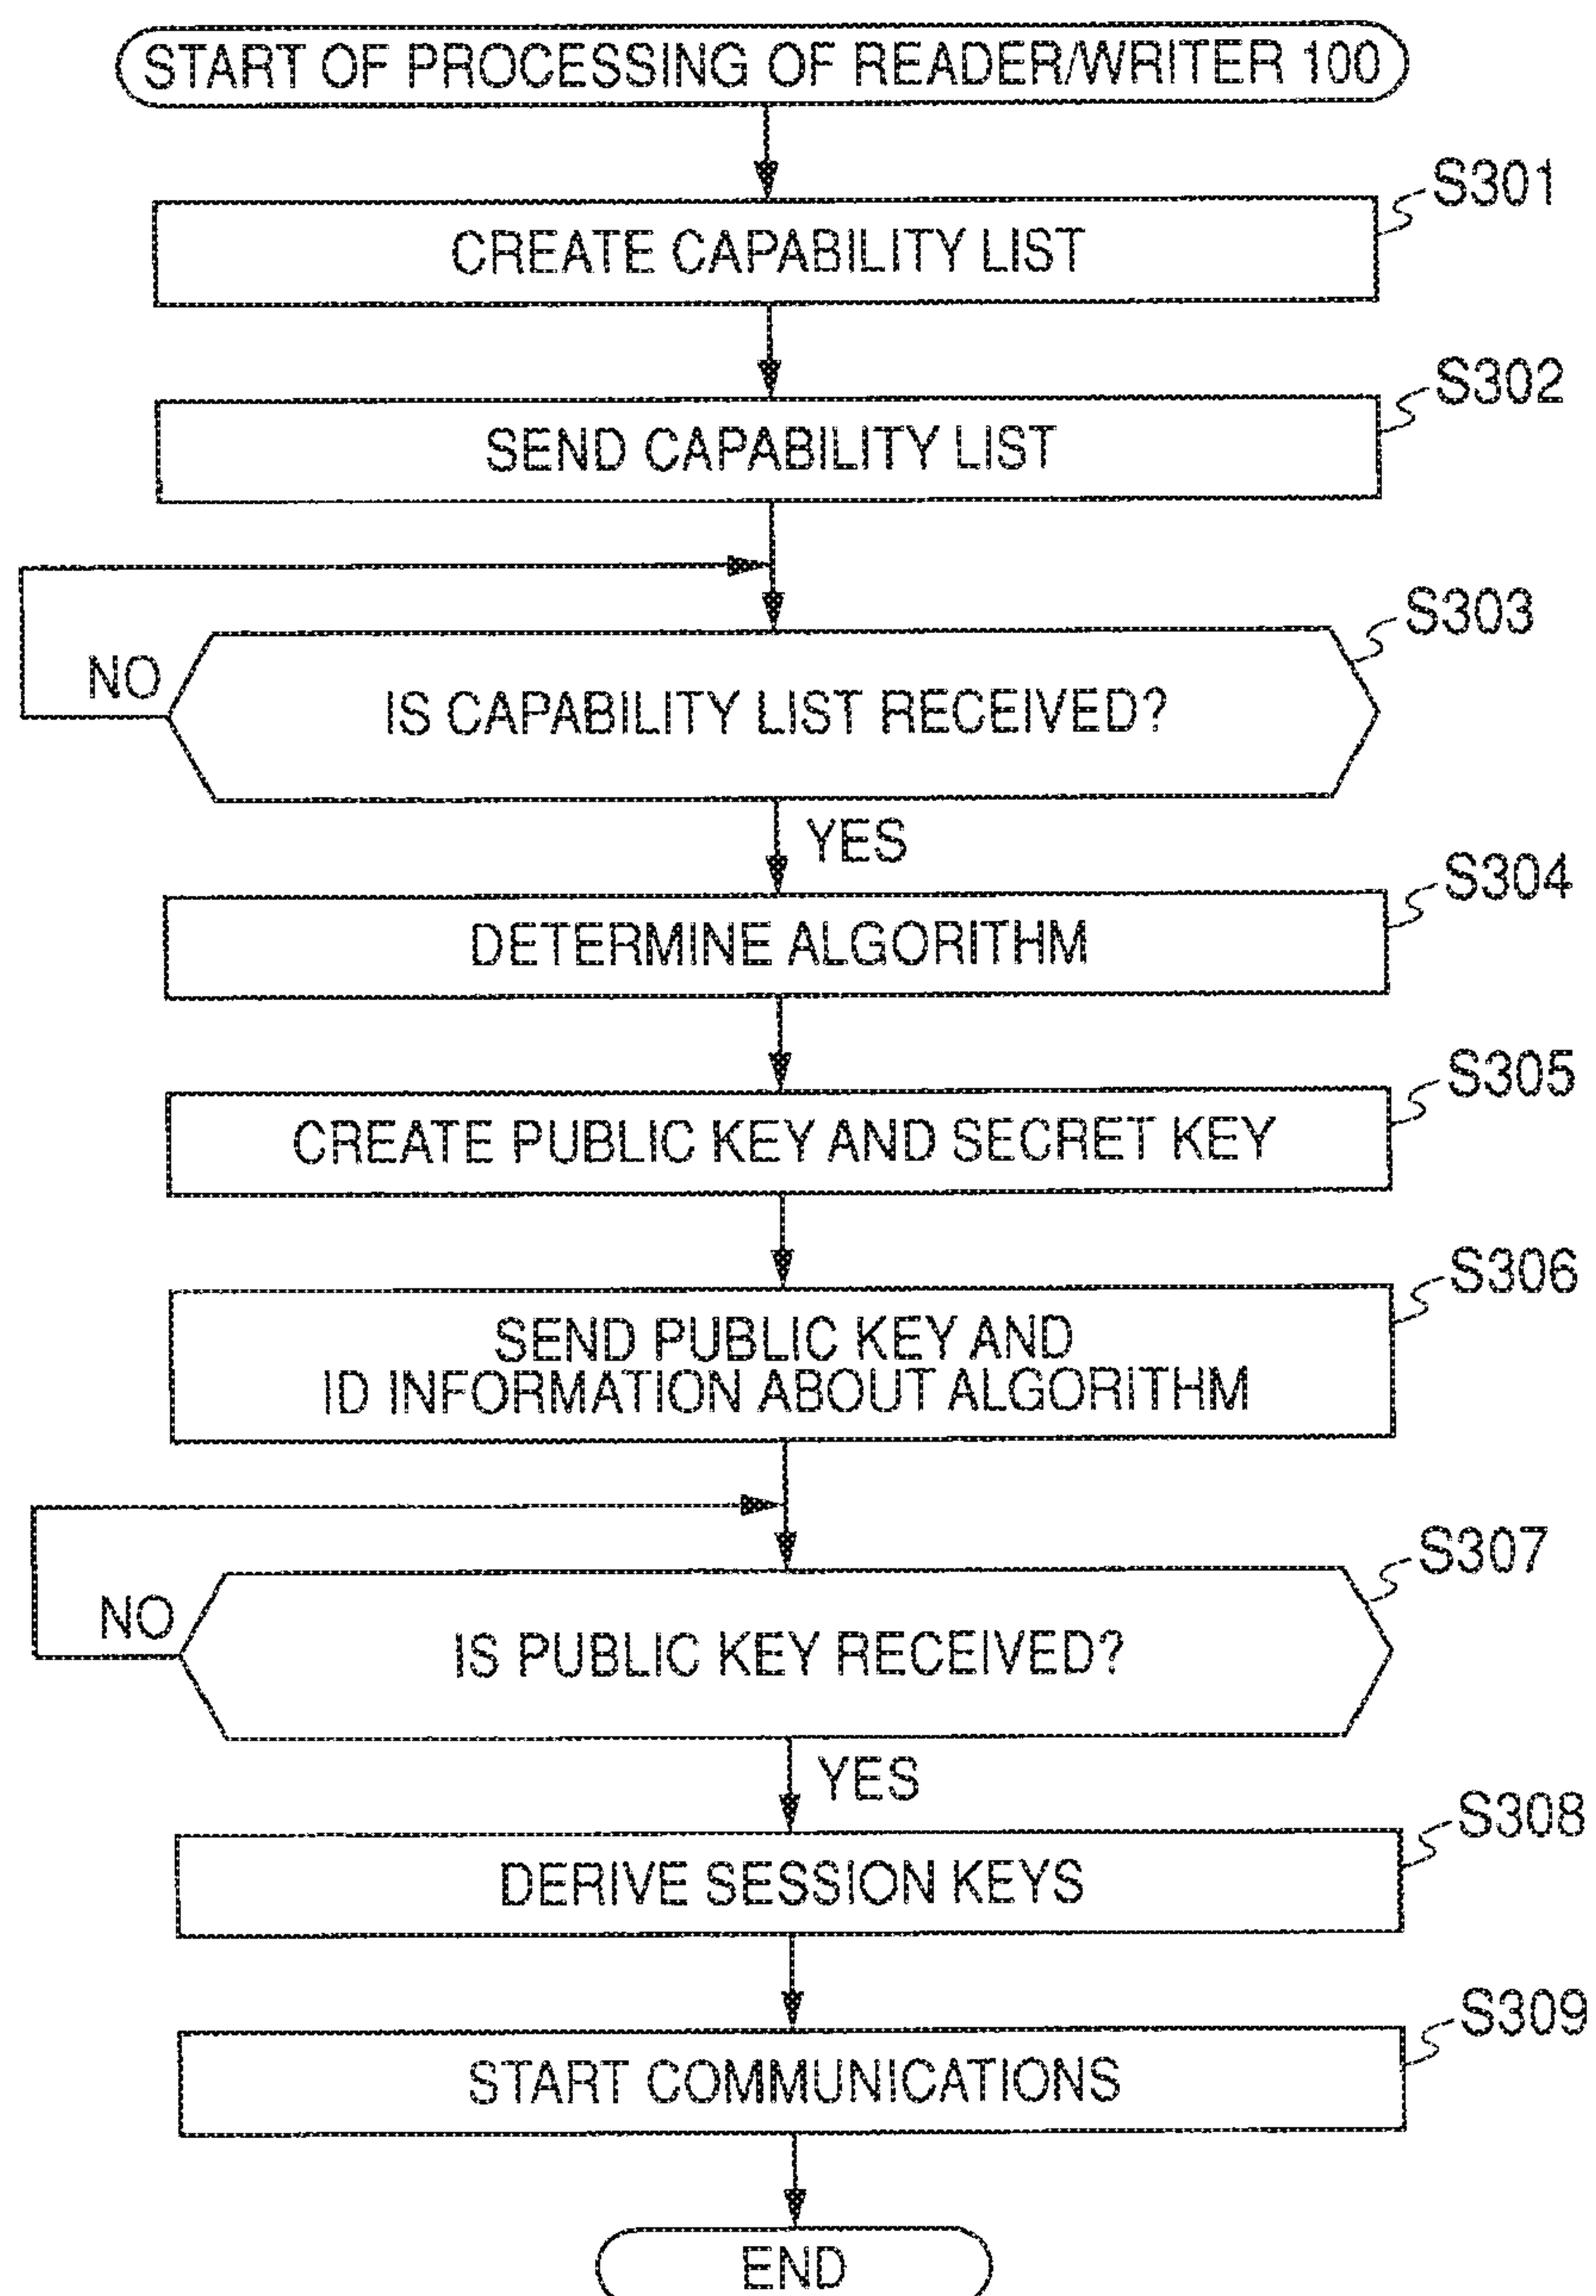 START OF PROCESSING OF READER/WRITER 100
S301
CREATE CAPABILITY LIST
S302
SEND CAPABILITY LIST
S303
NO
IS CAPABILITY LIST RECEIVED?
YES
S304
DETERMINE ALGORITHM
S305
CREATE PUBLIC KEY AND SECRET KEY
S306
SEND PUBLIC KEY AND
ID INFORMATION ABOUT ALGORITHM
S307
NO
IS PUBLIC KEY RECEIVED?
YES
S308
DERIVE SESSION KEYS
S309
START COMMUNICATIONS
END